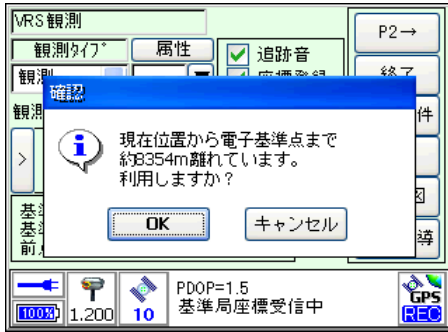 VRS観測
P2→
観測タイプ
属性
追跡音
終了
観測
確認
件
現在位置から電子基準点まで
約8354m離れています。
利用しますか?
>
OK
キャンセル
図
導
PDOP=1.5
基準局座標受信中
100%
1.200
10
GPS
REC